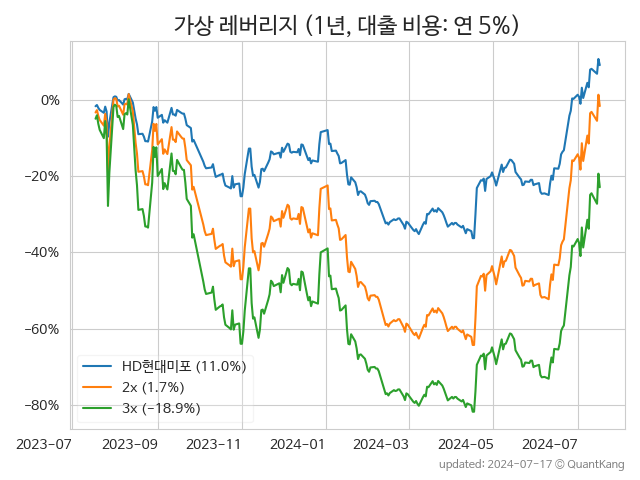 가상 레버리지 (1년, 대출 비용: 연 5%)
0%
−20%
−40%
−60%
−80%
HD현대미포 (11.0%)
2x (1.7%)
3x (−18.9%)
2023-07 2023-09 2023-11 2024-01 2024-03 2024-05 2024-07
updated: 2024-07-17 © QuantKang